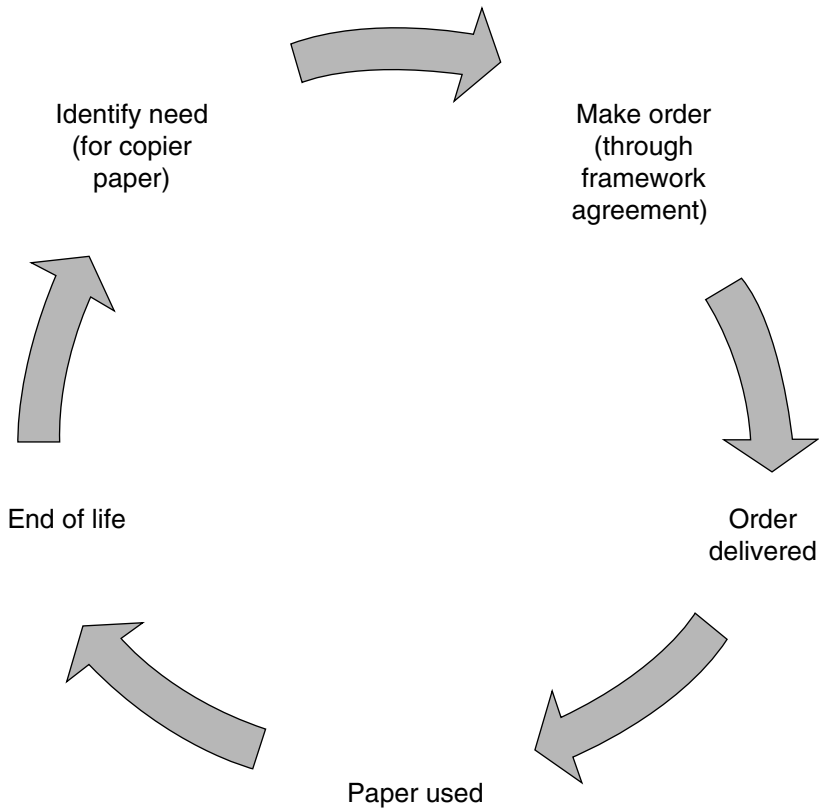 Identify need
(for copier
paper)
Make order
(through
framework
agreement)
Order
delivered
Paper used
End of life